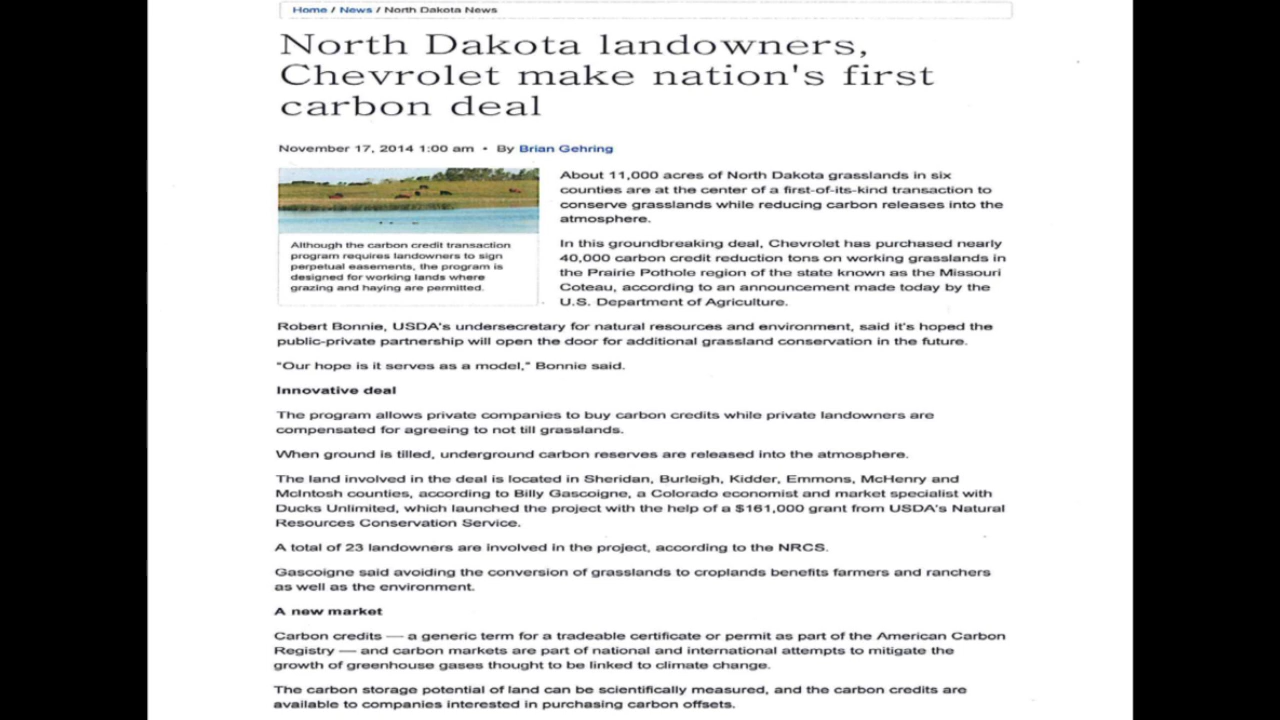 Home / News / North Dakota News
North Dakota landowners,
Chevrolet make nation's first
carbon deal
November 17, 2014 1:00 am • By Brian Gehring
Although the carbon credit transaction
program requires landowners to sign
perpetual easements, the program is
designed for working lands where
grazing and haying are permitted.
About 11,000 acres of North Dakota grasslands in six
counties are at the center of a first-of-its-kind transaction to
conserve grasslands while reducing carbon releases into the
atmosphere.
In this groundbreaking deal, Chevrolet has purchased nearly
40,000 carbon credit reduction tons on working grasslands in
the Prairie Pothole region of the state known as the Missouri
Coteau, according to an announcement made today by the
U.S. Department of Agriculture.
Robert Bonnie, USDA's undersecretary for natural resources and environment, said it's hoped the
public-private partnership will open the door for additional grassland conservation in the future.
"Our hope is it serves as a model," Bonnie said.
Innovative deal
The program allows private companies to buy carbon credits while private landowners are
compensated for agreeing to not till grasslands.
When ground is tilled, underground carbon reserves are released into the atmosphere.
The land involved in the deal is located in Sheridan, Burleigh, Kidder, Emmons, McHenry and
McIntosh counties, according to Billy Gascoigne, a Colorado economist and market specialist with
Ducks Unlimited, which launched the project with the help of a $161,000 grant from USDA's Natural
Resources Conservation Service.
A total of 23 landowners are involved in the project, according to the NRCS.
Gascoigne said avoiding the conversion of grasslands to croplands benefits farmers and ranchers
as well as the environment.
A new market
Carbon credits — a generic term for a tradeable certificate or permit as part of the American Carbon
Registry — and carbon markets are part of national and international attempts to mitigate the
growth of greenhouse gases thought to be linked to climate change.
The carbon storage potential of land can be scientifically measured, and the carbon credits are
available to companies interested in purchasing carbon offsets.